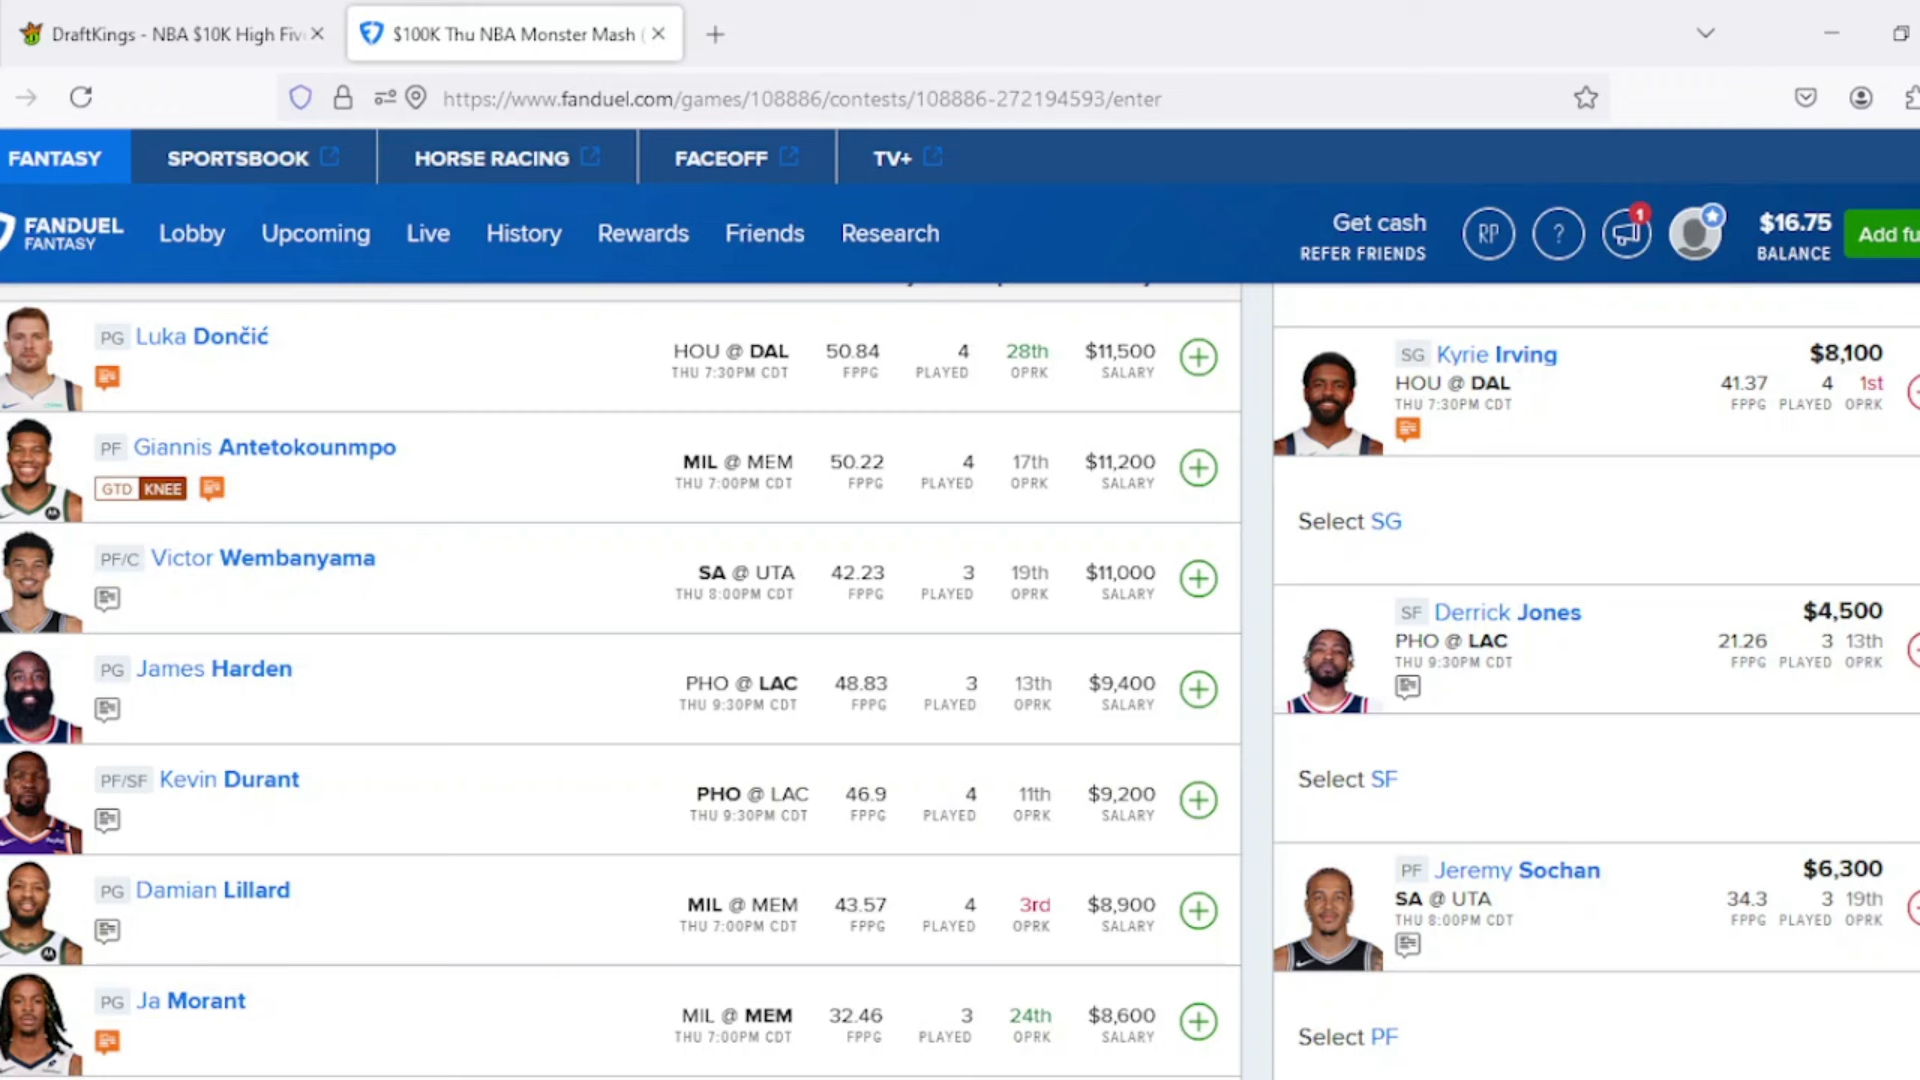 DraftKings - NBA $10K High Fiv
$100K Thu NBA Monster Mash (
https://www.fanduel.com/games/108886/contests/108886-272194593/enter
FANTASY
SPORTSBOOK
HORSE RACING
FACEOFF
TV+
FANDUEL
FANTASY
Lobby
Upcoming
Live
History
Rewards
Friends
Research
Get cash
REFER FRIENDS
RP
?
1
$16.75
BALANCE
Add fu
PG Luka Dončić
HOU @ DAL 50.84 4 28th $11,500
THU 7:30PM CDT FPPG PLAYED OPRK SALARY
PF Giannis Antetokounmpo
GTD KNEE
MIL @ MEM 50.22 4 17th $11,200
THU 7:00PM CDT FPPG PLAYED OPRK SALARY
PF/C Victor Wembanyama
SA @ UTA 42.23 3 19th $11,000
THU 8:00PM CDT FPPG PLAYED OPRK SALARY
PG James Harden
PHO @ LAC 48.83 3 13th $9,400
THU 9:30PM CDT FPPG PLAYED OPRK SALARY
PF/SF Kevin Durant
PHO @ LAC 46.9 4 11th $9,200
THU 9:30PM CDT FPPG PLAYED OPRK SALARY
PG Damian Lillard
MIL @ MEM 43.57 4 3rd $8,900
THU 7:00PM CDT FPPG PLAYED OPRK SALARY
PG Ja Morant
MIL @ MEM 32.46 3 24th $8,600
THU 7:00PM CDT FPPG PLAYED OPRK SALARY
SG Kyrie Irving $8,100
HOU @ DAL 41.37 4 1st
THU 7:30PM CDT FPPG PLAYED OPRK
Select SG
SF Derrick Jones $4,500
PHO @ LAC 21.26 3 13th
THU 9:30PM CDT FPPG PLAYED OPRK
Select SF
PF Jeremy Sochan $6,300
SA @ UTA 34.3 3 19th
THU 8:00PM CDT FPPG PLAYED OPRK
Select PF